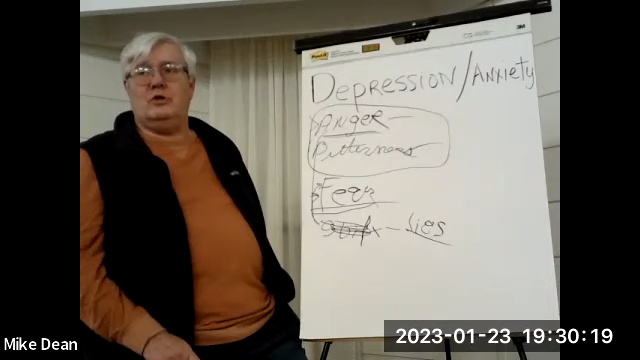 Post-it
3M
DEPRESSION/ANXIETY
ANGER -
Bitterness
Fear
- Lies
Mike Dean
2023-01-23 19:30:19